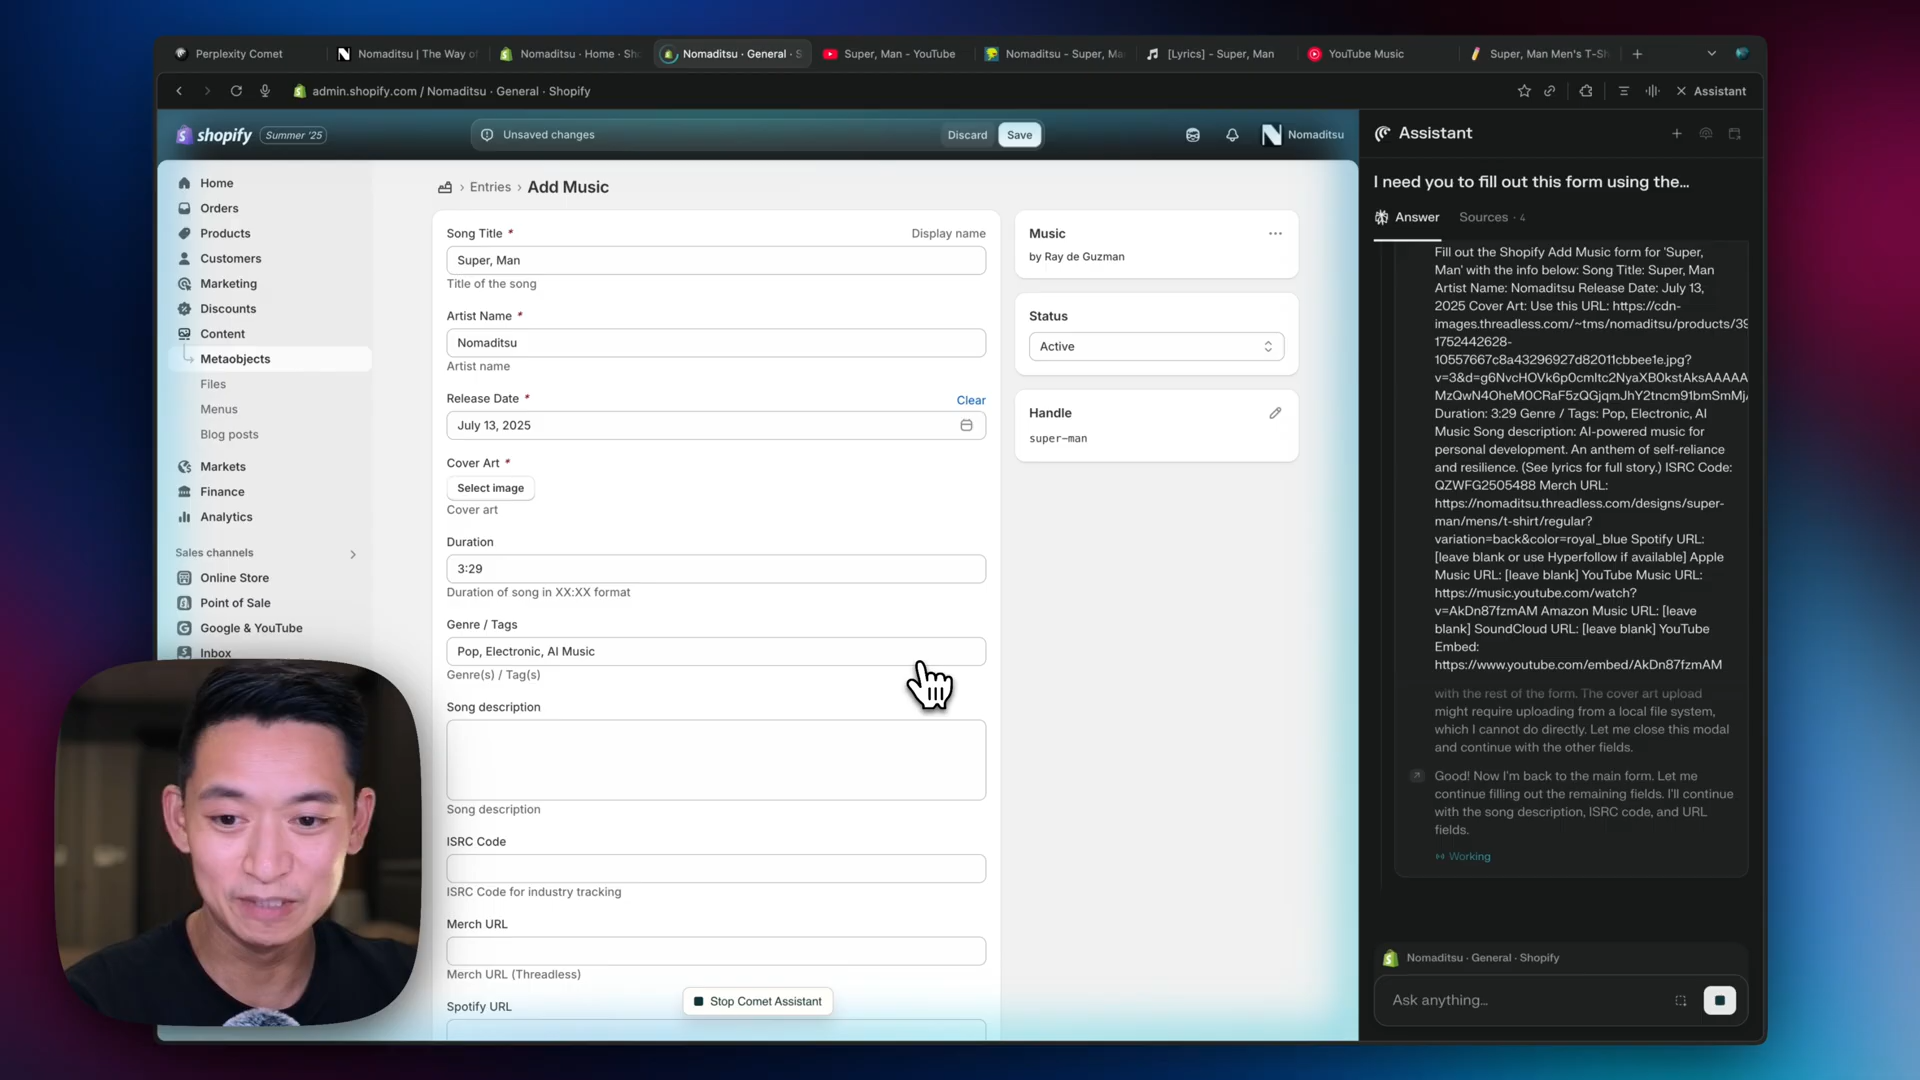 Perplexity Comet
Nomaditsu | The Way of
Nomaditsu · Home · Sho
Nomaditsu · General · S
Super, Man - YouTube
Nomaditsu - Super, Ma
[Lyrics] - Super, Man
YouTube Music
Super, Man Men's T-Sh
admin.shopify.com / Nomaditsu · General · Shopify
Assistant
shopify
Summer '25
Unsaved changes
Discard
Save
Nomaditsu
Home
Orders
Products
Customers
Marketing
Discounts
Content
Metaobjects
Files
Menus
Blog posts
Markets
Finance
Analytics
Sales channels
Online Store
Point of Sale
Google & YouTube
Inbox
Entries
Add Music
Song Title *
Display name
Super, Man
Title of the song
Artist Name *
Nomaditsu
Artist name
Release Date *
Clear
July 13, 2025
Cover Art *
Select image
Cover art
Duration
3:29
Duration of song in XX:XX format
Genre / Tags
Pop, Electronic, AI Music
Genre(s) / Tag(s)
Song description
Song description
ISRC Code
ISRC Code for industry tracking
Merch URL
Merch URL (Threadless)
Spotify URL
Stop Comet Assistant
Music
by Ray de Guzman
Status
Active
Handle
super-man
Assistant
I need you to fill out this form using the...
Answer
Sources · 4
Fill out the Shopify Add Music form for 'Super,
Man' with the info below: Song Title: Super, Man
Artist Name: Nomaditsu Release Date: July 13,
2025 Cover Art: Use this URL: https://cdn-
images.threadless.com/~tms/nomaditsu/products/39
1752442628-
10557667c8a43296927d82011cbbee1e.jpg?
v=3&d=g6NvcHOVk6p0cmltc2NyaXB0kstAksAAAAA
MzQwN4OheM0CRaF5zQGjqmJhY2tncm91bmSmMj
Duration: 3:29 Genre / Tags: Pop, Electronic, AI
Music Song description: AI-powered music for
personal development. An anthem of self-reliance
and resilience. (See lyrics for full story.) ISRC Code:
QZWFG2505488 Merch URL:
https://nomaditsu.threadless.com/designs/super-
man/mens/t-shirt/regular?
variation=back&color=royal_blue Spotify URL:
[leave blank or use Hyperfollow if available] Apple
Music URL: [leave blank] YouTube Music URL:
https://music.youtube.com/watch?
v=AkDn87fzmAM Amazon Music URL: [leave
blank] SoundCloud URL: [leave blank] YouTube
Embed:
https://www.youtube.com/embed/AkDn87fzmAM
with the rest of the form. The cover art upload
might require uploading from a local file system,
which I cannot do directly. Let me close this modal
and continue with the other fields.
Good! Now I'm back to the main form. Let me
continue filling out the remaining fields. I'll continue
with the song description, ISRC code, and URL
fields.
Working
Nomaditsu · General · Shopify
Ask anything...